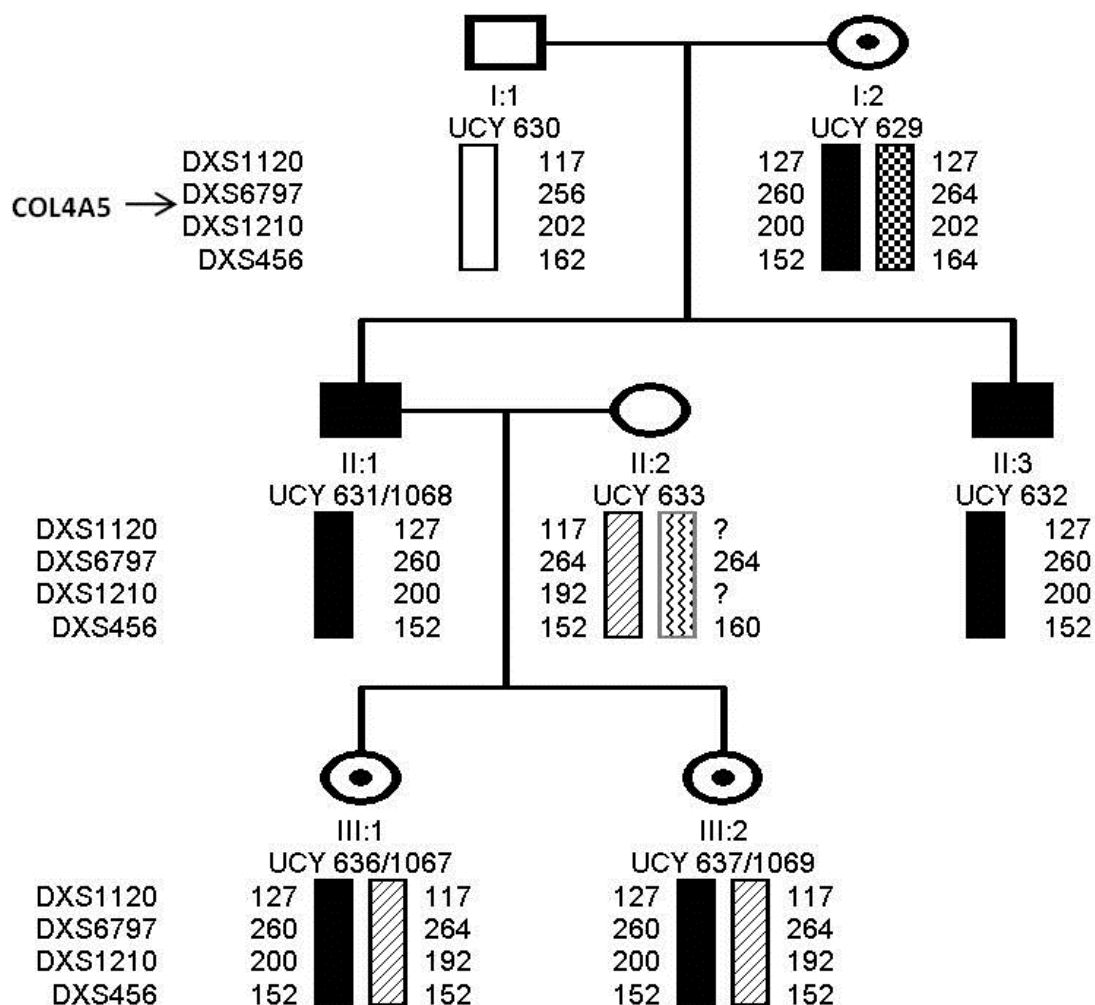 I:1 I:2
UCY 630 UCY 629
DXS1120 117 127 127
COL4A5 DXS6797 256 260 264
DXS1210 202 200 202
DXS456 162 152 164
II:1 II:2 II:3
UCY 631/1068 UCY 633 UCY 632
DXS1120 127 117 ? 127
DXS6797 260 264 264 260
DXS1210 200 192 ? 200
DXS456 152 152 160 152
III:1 III:2
UCY 636/1067 UCY 637/1069
DXS1120 127 117 127 117
DXS6797 260 264 260 264
DXS1210 200 192 200 192
DXS456 152 152 152 152